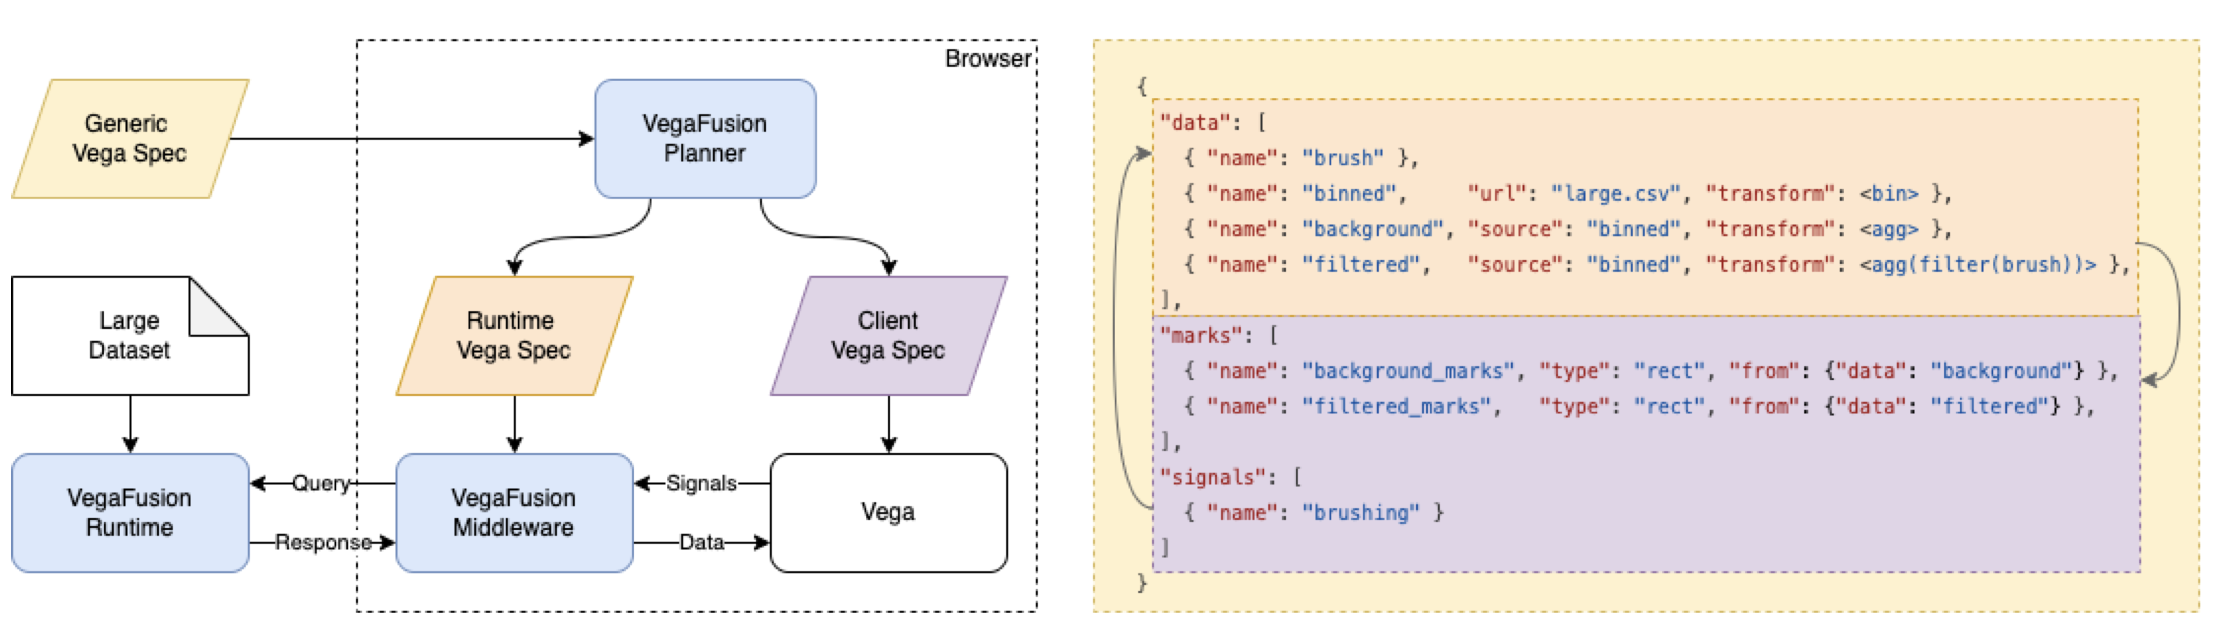 Browser
Generic
Vega Spec
VegaFusion
Planner
Large
Dataset
Runtime
Vega Spec
Client
Vega Spec
VegaFusion
Runtime
Query
Response
VegaFusion
Middleware
Signals
Data
Vega
{
"data": [
{ "name": "brush" },
{ "name": "binned", "url": "large.csv", "transform": <bin> },
{ "name": "background", "source": "binned", "transform": <agg> },
{ "name": "filtered", "source": "binned", "transform": <agg(filter(brush))> },
],
"marks": [
{ "name": "background_marks", "type": "rect", "from": {"data": "background"} },
{ "name": "filtered_marks", "type": "rect", "from": {"data": "filtered"} },
],
"signals": [
{ "name": "brushing" }
]
}